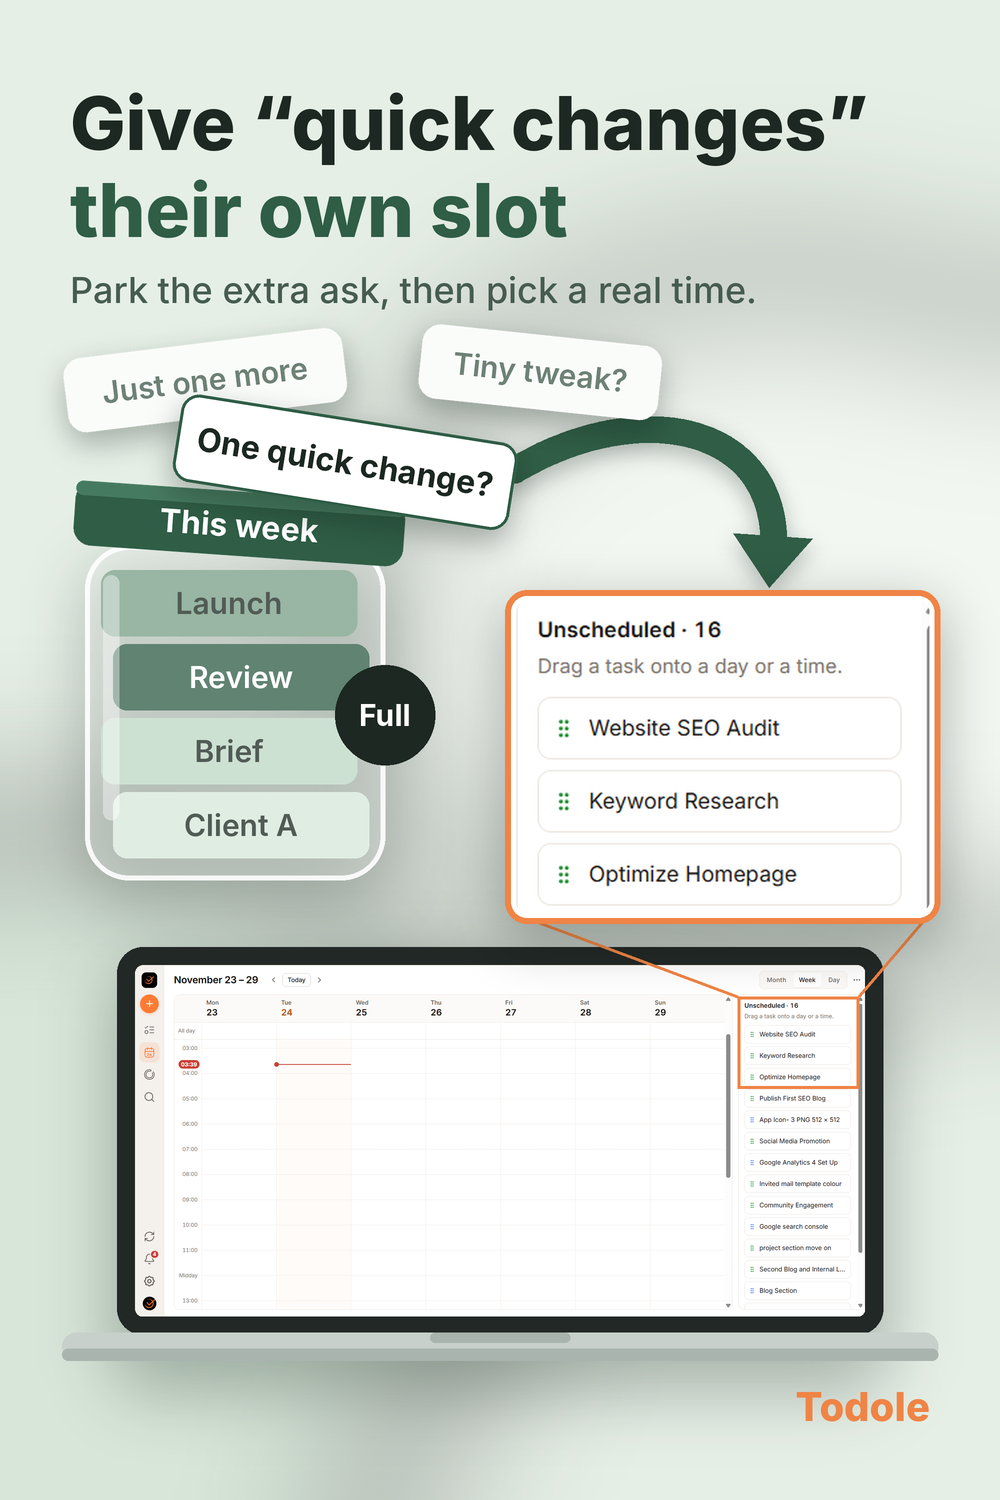 Give “quick changes”
their own slot
Park the extra ask, then pick a real time.
Just one more
Tiny tweak?
One quick change?
This week
Launch
Review
Brief
Client A
Full
Unscheduled · 16
Drag a task onto a day or a time.
Website SEO Audit
Keyword Research
Optimize Homepage
November 23 – 29
Today
Month Week Day
Mon Tue Wed Thu Fri Sat Sun
23 24 25 26 27 28 29
All day
03:00
03:39
04:00
05:00
06:00
07:00
08:00
09:00
10:00
11:00
Midday
13:00
4
Unscheduled · 16
Drag a task onto a day or a time.
Website SEO Audit
Keyword Research
Optimize Homepage
Publish First SEO Blog
App Icon- 3 PNG 512 × 512
Social Media Promotion
Google Analytics 4 Set Up
Invited mail template colour
Community Engagement
Google search console
project section move on
Second Blog and Internal L...
Blog Section
Todole